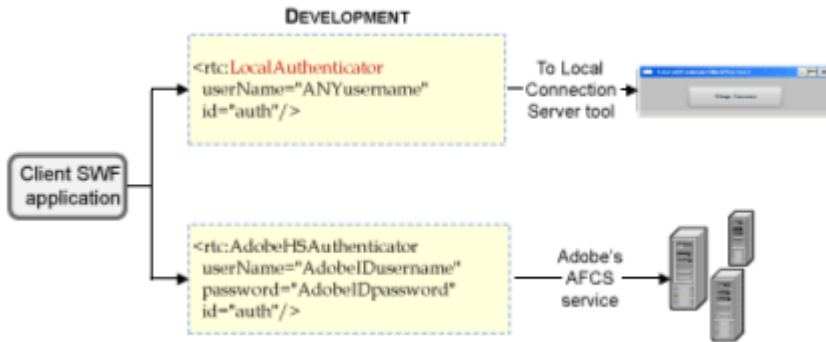 DEVELOPMENT
<rtc:LocalAuthenticator
userName="ANYusername"
id="auth"/>
To Local
Connection
Server tool
Client SWF
application
<rtc:AdobeHSAuthenticator
userName="AdobeIDusername"
password="AdobeIDpassword"
id="auth"/>
Adobe's
AFCS
service